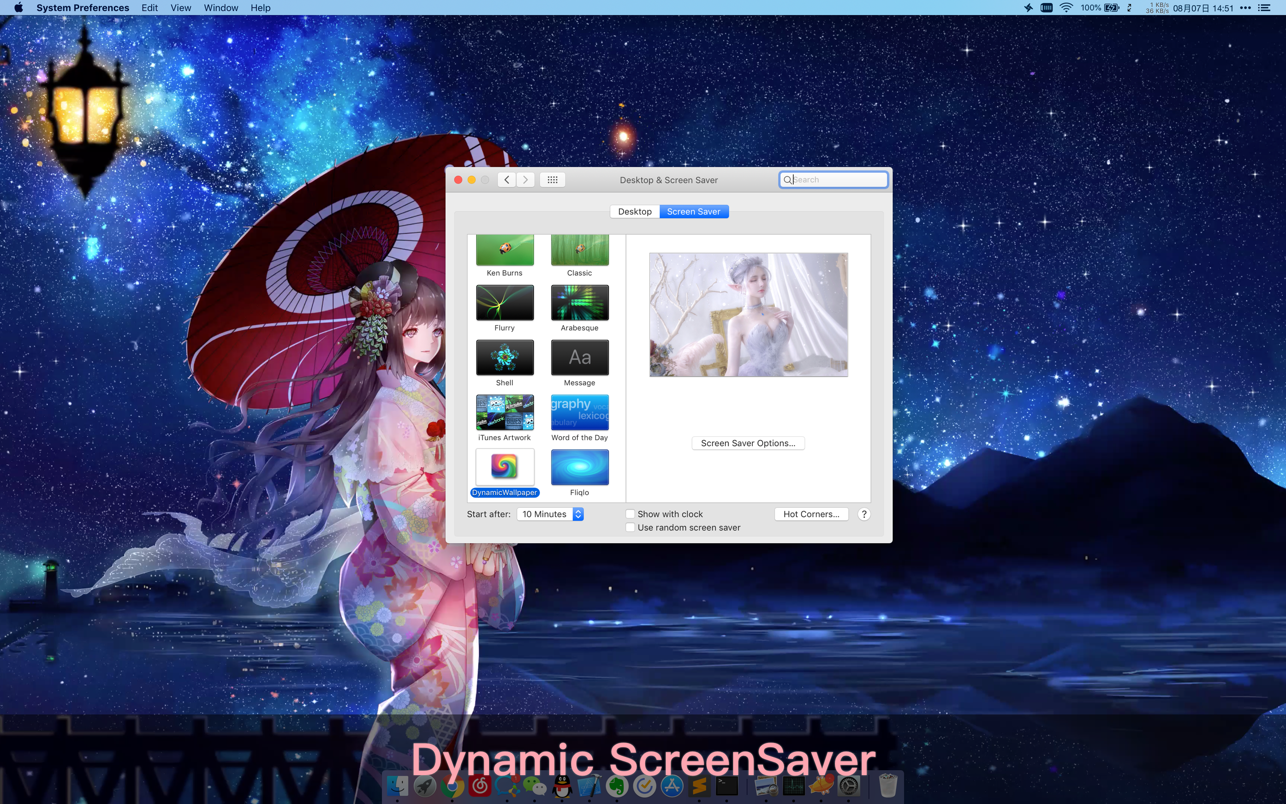 System Preferences Edit View Window Help
100%
1 KB/s
36 KB/s
08月07日 14:51
Desktop & Screen Saver
Search
Desktop Screen Saver
Ken Burns Classic
Flurry Arabesque
Aa
Shell Message
graphy
lexicog
iTunes Artwork Word of the Day
DynamicWallpaper Fliqlo
Screen Saver Options...
Start after: 10 Minutes
Show with clock
Use random screen saver
Hot Corners... ?
Dynamic ScreenSaver